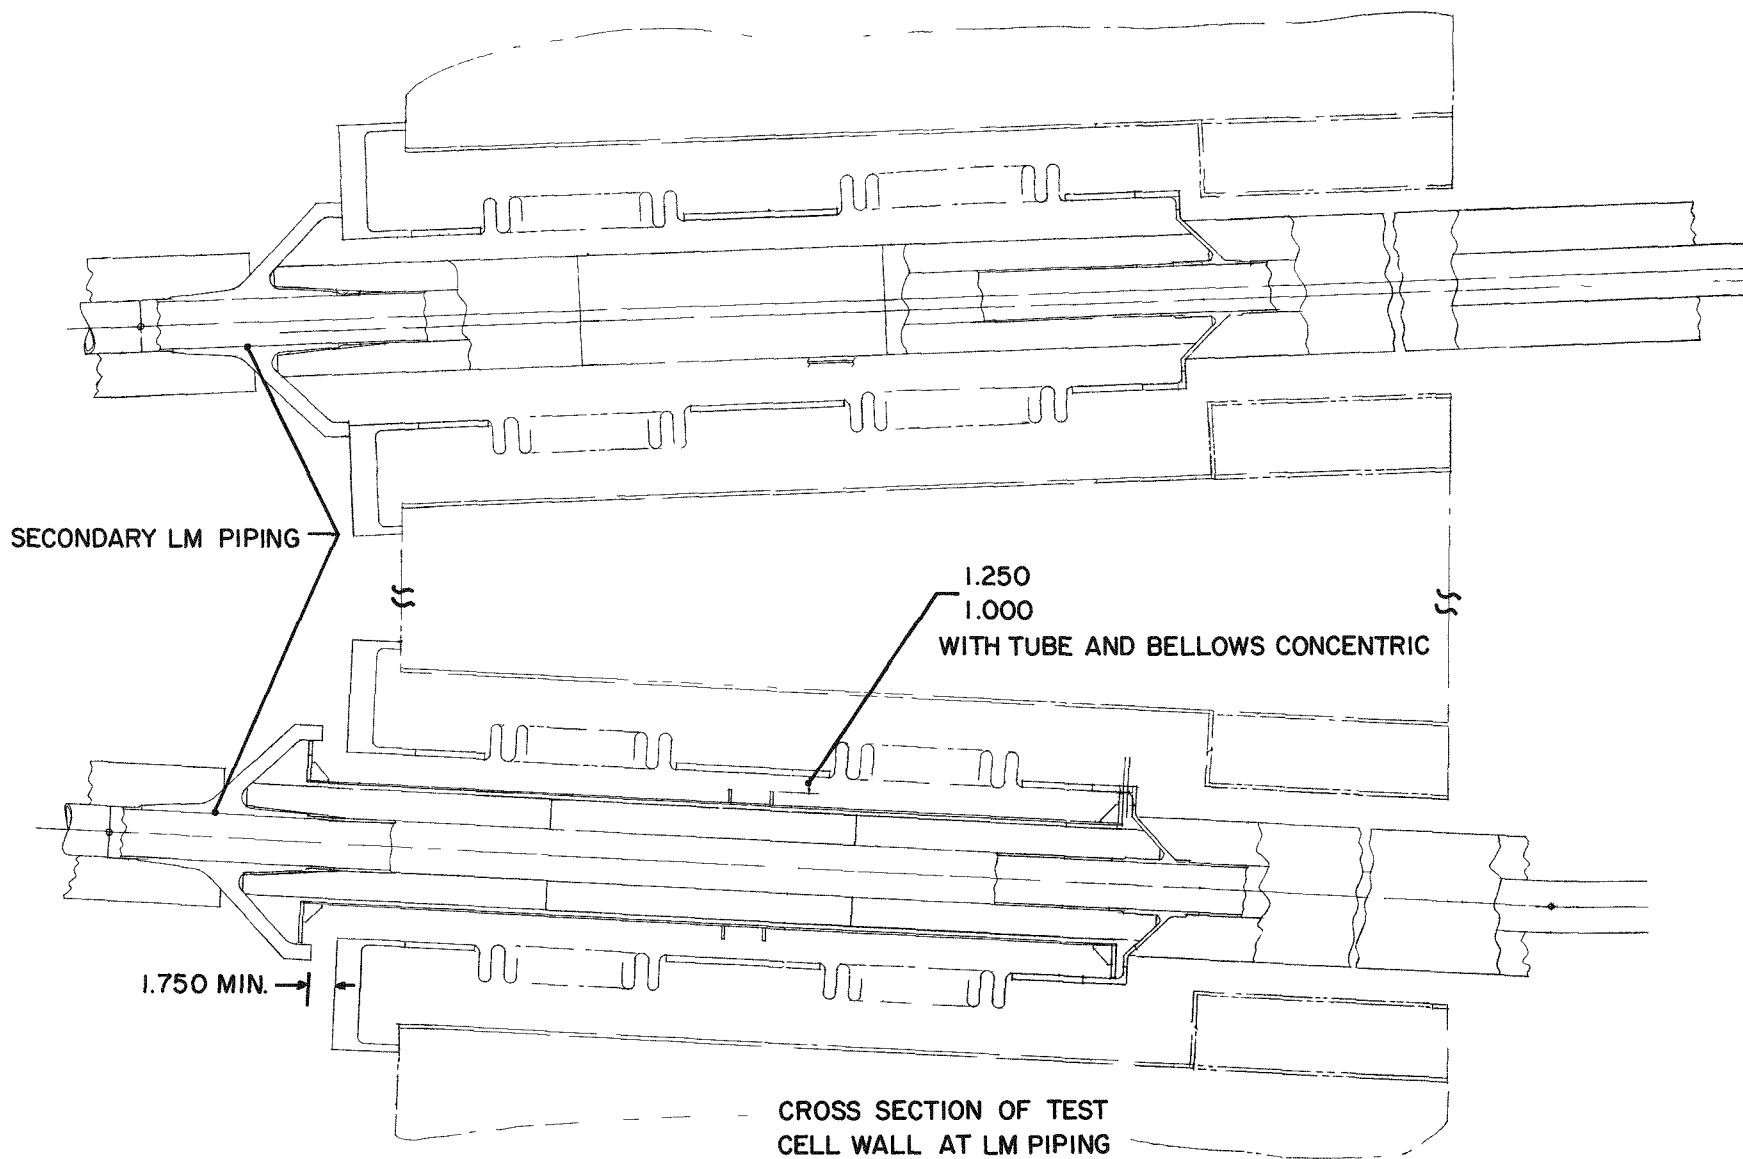 SECONDARY LM PIPING
1.250
1.000
WITH TUBE AND BELLOWS CONCENTRIC
1.750 MIN.
CROSS SECTION OF TEST
CELL WALL AT LM PIPING